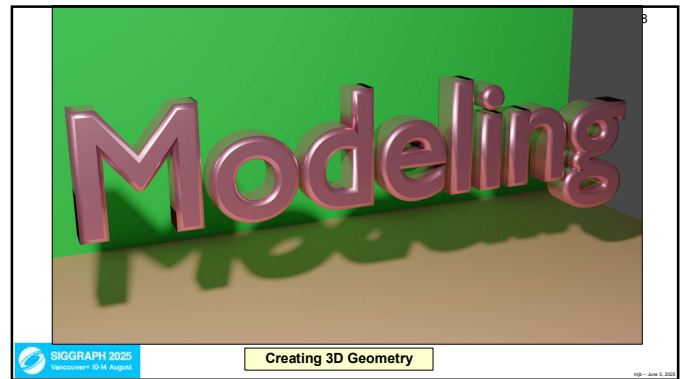 Modeling
SIGGRAPH 2025
Vancouver+ 10-14 August
Creating 3D Geometry
mjb – June 5, 2025